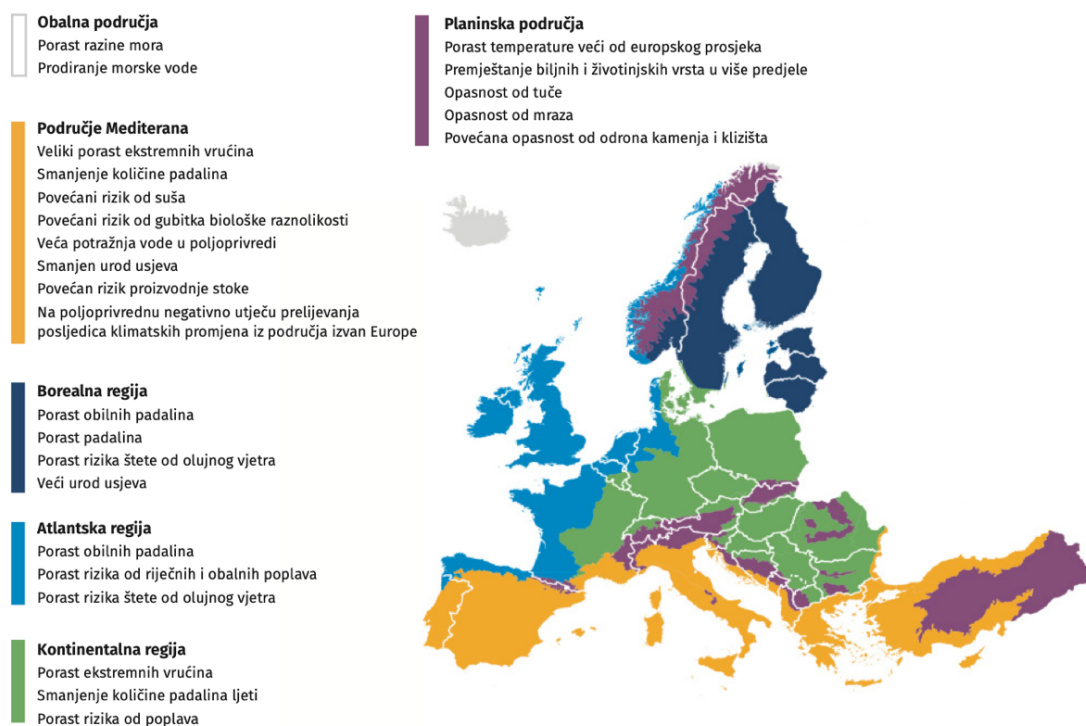 Obalna područja
Porast razine mora
Prodiranje morske vode
Područje Mediterana
Veliki porast ekstremnih vrućina
Smanjenje količine padalina
Povećani rizik od suša
Povećani rizik od gubitka biološke raznolikosti
Veća potražnja vode u poljoprivredi
Smanjen urod usjeva
Povećan rizik proizvodnje stoke
Na poljoprivrednu negativno utječu prelijevanja
posljedica klimatskih promjena iz područja izvan Europe
Borealna regija
Porast obilnih padalina
Porast padalina
Porast rizika štete od olujnog vjetra
Veći urod usjeva
Atlantska regija
Porast obilnih padalina
Porast rizika od riječnih i obalnih poplava
Porast rizika štete od olujnog vjetra
Kontinentalna regija
Porast ekstremnih vrućina
Smanjenje količine padalina ljeti
Porast rizika od poplava
Planinska područja
Porast temperature veći od europskog prosjeka
Premještanje biljnih i životinjskih vrsta u više predjele
Opasnost od tuče
Opasnost od mraza
Povećana opasnost od odrona kamenja i klizišta